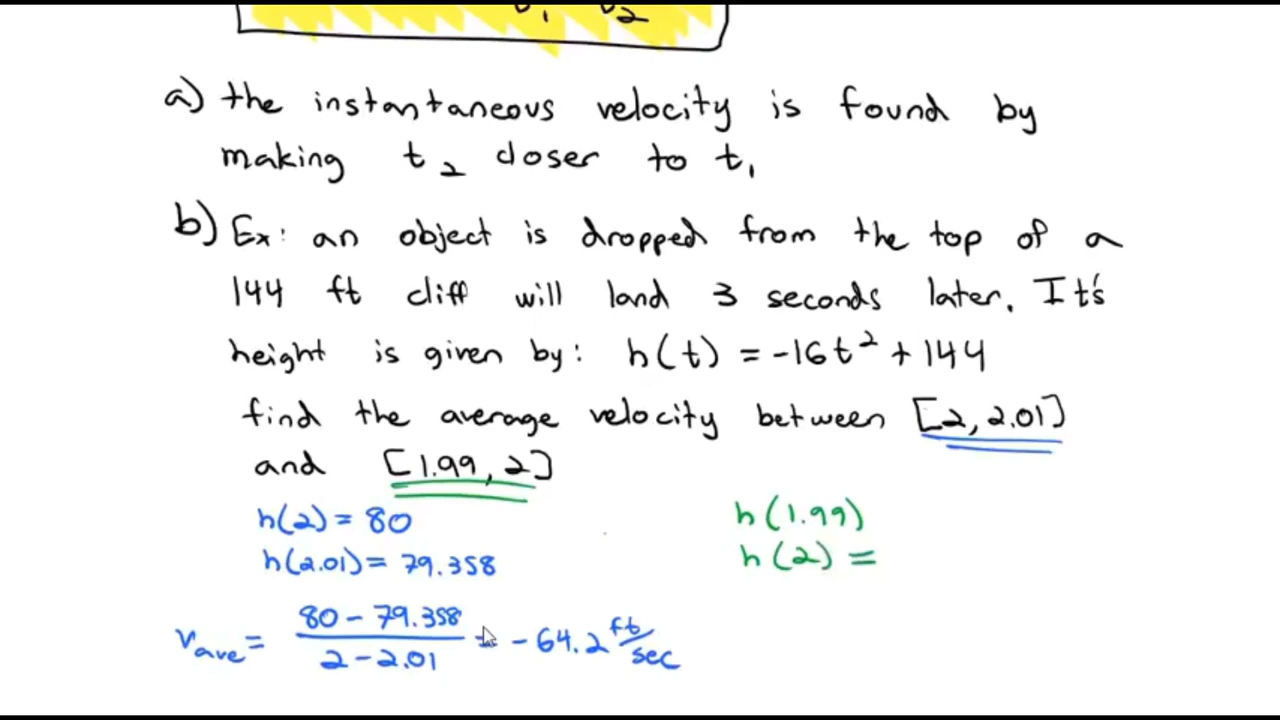 a) the instantaneous velocity is found by
making t₂ closer to t₁
b) Ex: an object is dropped from the top of a
144 ft cliff will land 3 seconds later. It's
height is given by: h(t) = -16t² + 144
find the average velocity between [2, 2.01]
and [1.99, 2]
h(2) = 80 h(1.99)
h(2.01) = 79.358 h(2) =
v ave = 80 - 79.358 / 2 - 2.01 = - 64.2 ft/sec